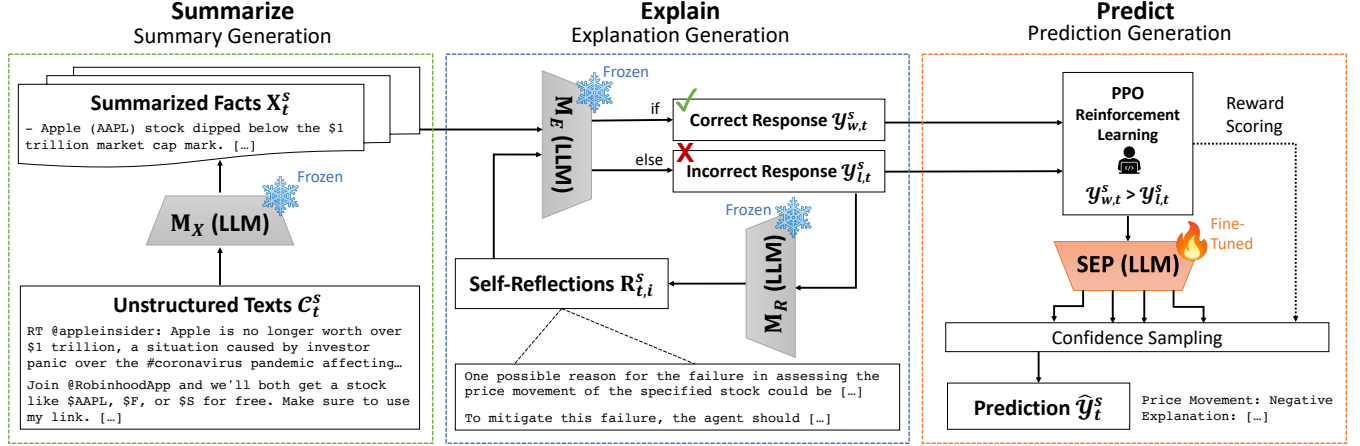 Summarize
Summary Generation
Summarized Facts X_t^s
– Apple (AAPL) stock dipped below the $1
trillion market cap mark. […]
Frozen
M_X (LLM)
Unstructured Texts C_t^s
RT @appleinsider: Apple is no longer worth over
$1 trillion, a situation caused by investor
panic over the #coronavirus pandemic affecting…
Join @RobinhoodApp and we'll both get a stock
like $AAPL, $F, or $S for free. Make sure to use
my link. […]
Explain
Explanation Generation
Frozen
M_E (LLM)
if
Correct Response y_{w,t}^s
else
X
Incorrect Response y_{l,t}^s
Frozen
M_R (LLM)
Self-Reflections R_{t,i}^s
One possible reason for the failure in assessing the
price movement of the specified stock could be […]
To mitigate this failure, the agent should […]
Predict
Prediction Generation
PPO
Reinforcement
Learning
y_{w,t}^s > y_{l,t}^s
Reward
Scoring
Fine-
Tuned
SEP (LLM)
Confidence Sampling
Prediction ŷ_t^s
Price Movement: Negative
Explanation: […]